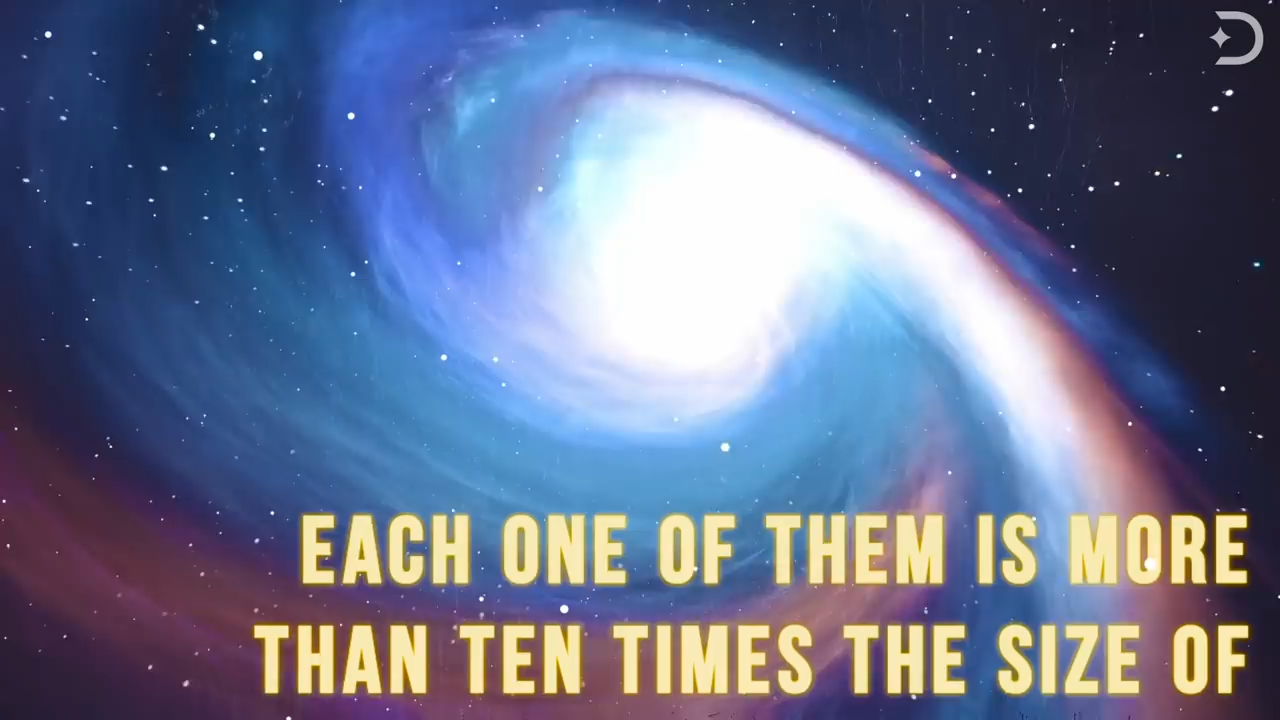 EACH ONE OF THEM IS MORE
THAN TEN TIMES THE SIZE OF